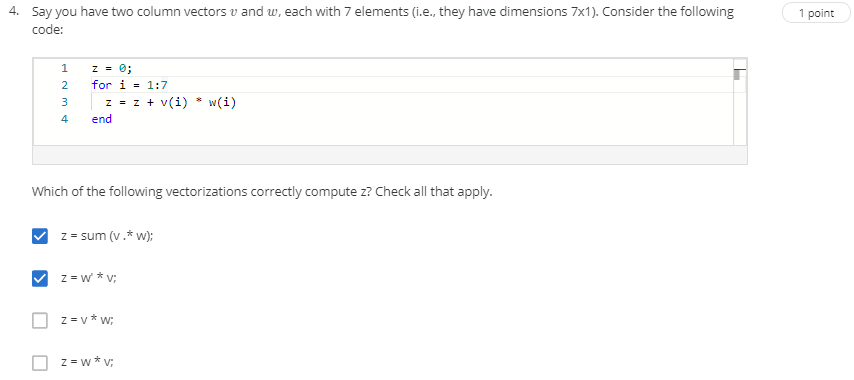 4. Say you have two column vectors v and w, each with 7 elements (i.e., they have dimensions 7x1). Consider the following
code:
1 point
1 z = 0;
2 for i = 1:7
3 z = z + v(i) * w(i)
4 end
Which of the following vectorizations correctly compute z? Check all that apply.
z = sum (v .* w);
z = w' * v;
z = v * w;
z = w * v;